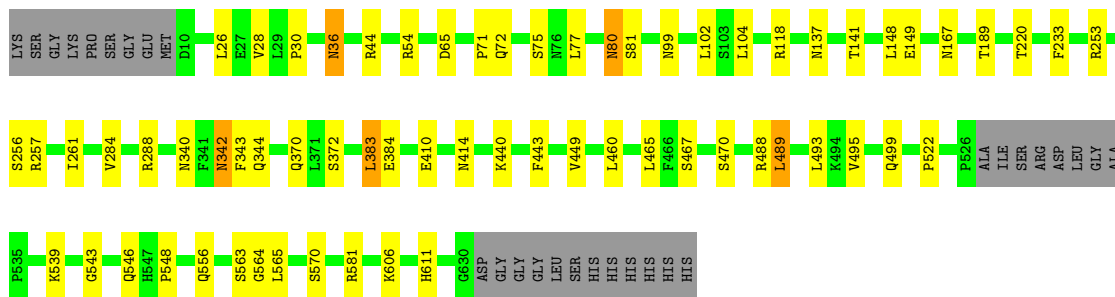 LYS SER GLY LYS PRO SER GLY GLU MET D10 L26 E27 V28 L29 P30 N36 R44 R54 D65 P71 Q72 S75 N76 L77 N80 S81 N99 L102 S103 L104 R118 N137 T141 L148 E149 N167 T189 T220 F233 R253
S256 R257 I261 V284 R288 N340 F341 N342 F343 Q344 Q370 L371 S372 L383 E384 E410 N414 K440 F443 V449 L460 L465 F466 S467 S470 R488 L489 L493 K494 V495 Q499 P522 P526 ALA ILE SER ARG ASP LEU GLY ALA
P535 K539 G543 Q546 H547 P548 Q556 S563 G564 L565 S570 R581 K606 H611 G630 ASP GLY GLY GLY LEU SER HIS HIS HIS HIS HIS HIS